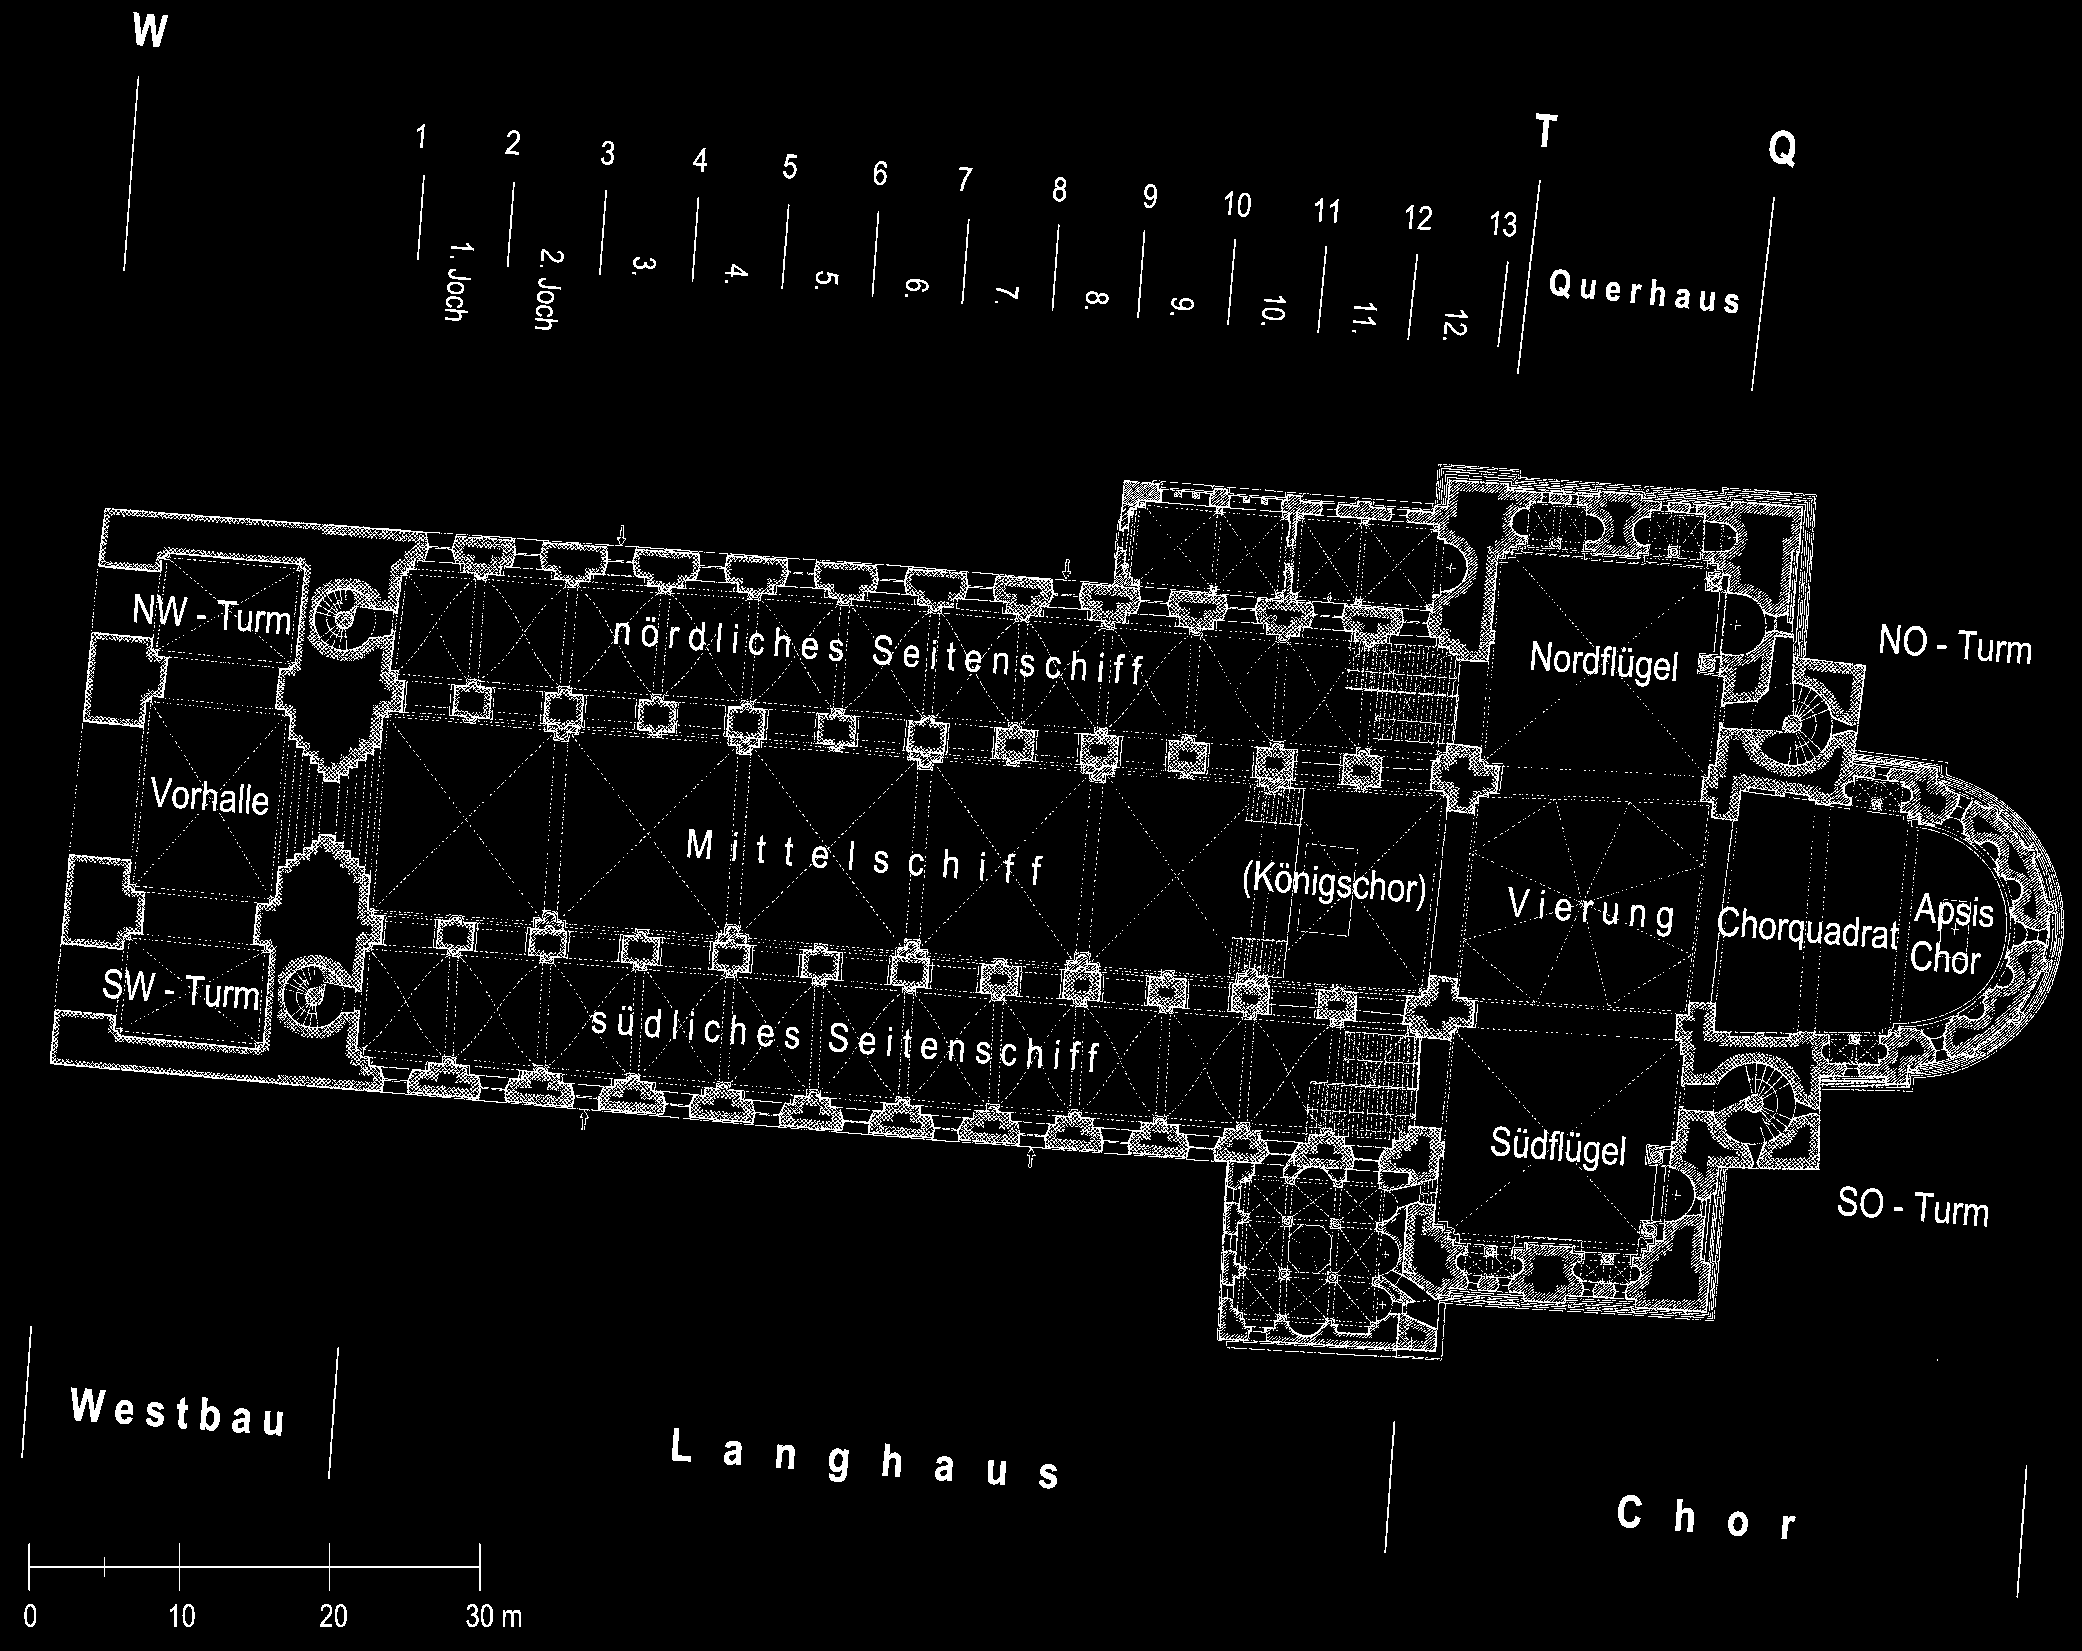 W
T
Q
1 2 3 4 5 6 7 8 9 10 11 12 13
1. Joch
2. Joch
3.
4.
5.
6.
7.
8.
9.
10.
11.
12.
Querhaus
NW - Turm
nördliches Seitenschiff
Nordflügel
NO - Turm
Vorhalle
Mittelschiff
(Königschor)
Vierung
Chorquadrat
Apsis
Chor
SW - Turm
südliches Seitenschiff
Südflügel
SO - Turm
Westbau
Langhaus
Chor
0 10 20 30 m